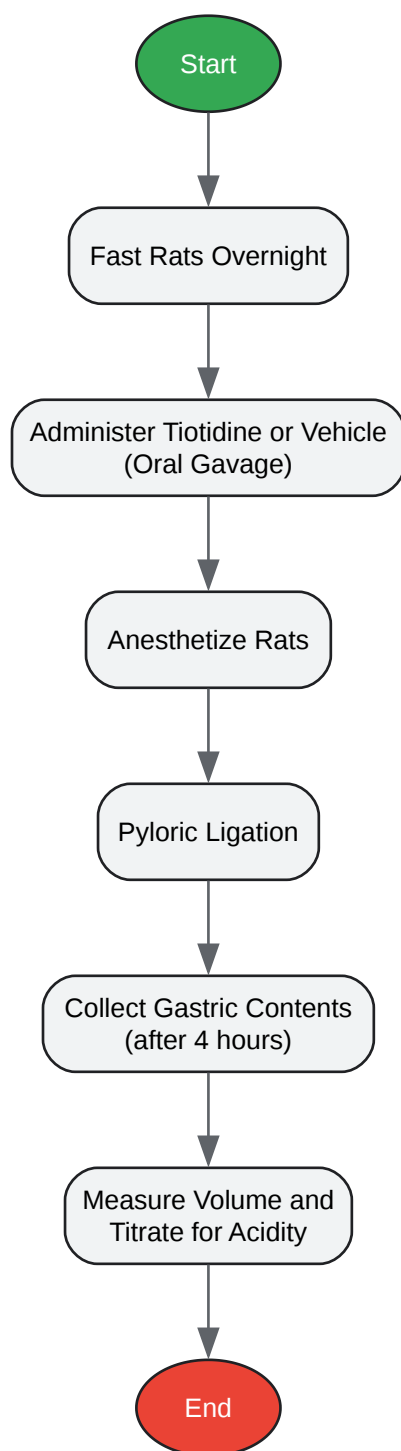 Start
Fast Rats Overnight
Administer Tiotidine or Vehicle
(Oral Gavage)
Anesthetize Rats
Pyloric Ligation
Collect Gastric Contents
(after 4 hours)
Measure Volume and
Titrate for Acidity
End